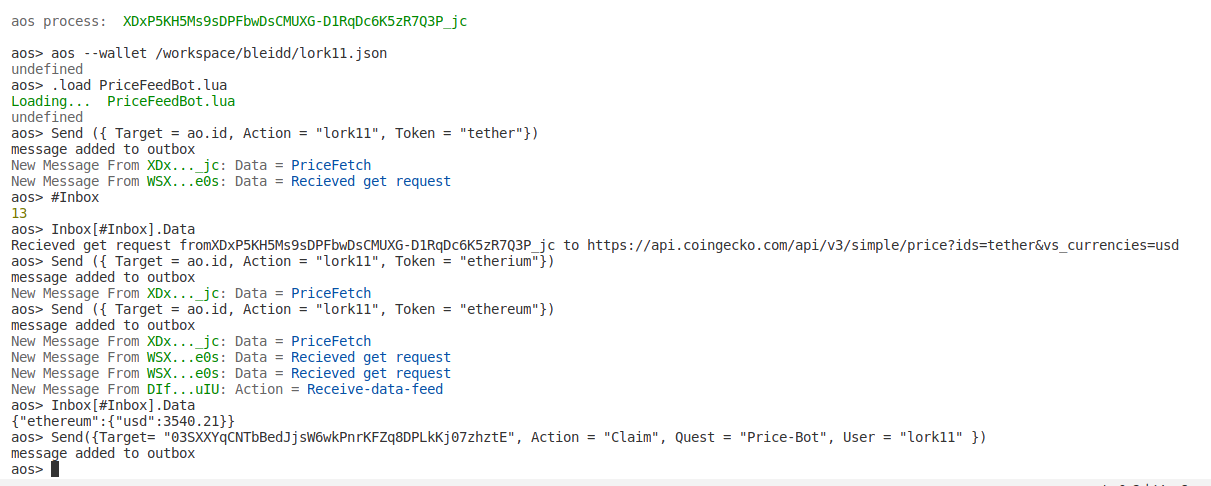 aos process:  XDxP5KH5Ms9sDPFbwDsCMUXG-D1RqDc6K5zR7Q3P_jc
aos> aos --wallet /workspace/bleidd/lork11.json
undefined
aos> .load PriceFeedBot.lua
Loading...  PriceFeedBot.lua
undefined
aos> Send ({ Target = ao.id, Action = "lork11", Token = "tether"})
message added to outbox
New Message From XDx..._jc: Data = PriceFetch
New Message From WSX...e0s: Data = Recieved get request
aos> #Inbox
13
aos> Inbox[#Inbox].Data
Recieved get request fromXDxP5KH5Ms9sDPFbwDsCMUXG-D1RqDc6K5zR7Q3P_jc to https://api.coingecko.com/api/v3/simple/price?ids=tether&vs_currencies=usd
aos> Send ({ Target = ao.id, Action = "lork11", Token = "etherium"})
message added to outbox
New Message From XDx..._jc: Data = PriceFetch
aos> Send ({ Target = ao.id, Action = "lork11", Token = "ethereum"})
message added to outbox
New Message From XDx..._jc: Data = PriceFetch
New Message From WSX...e0s: Data = Recieved get request
New Message From WSX...e0s: Data = Recieved get request
New Message From DIf...uIU: Action = Receive-data-feed
aos> Inbox[#Inbox].Data
{"ethereum":{"usd":3540.21}}
aos> Send({Target= "03SXXYqCNTbBedJjsW6wkPnrKFZq8DPLkKj07zhztE", Action = "Claim", Quest = "Price-Bot", User = "lork11" })
message added to outbox
aos>